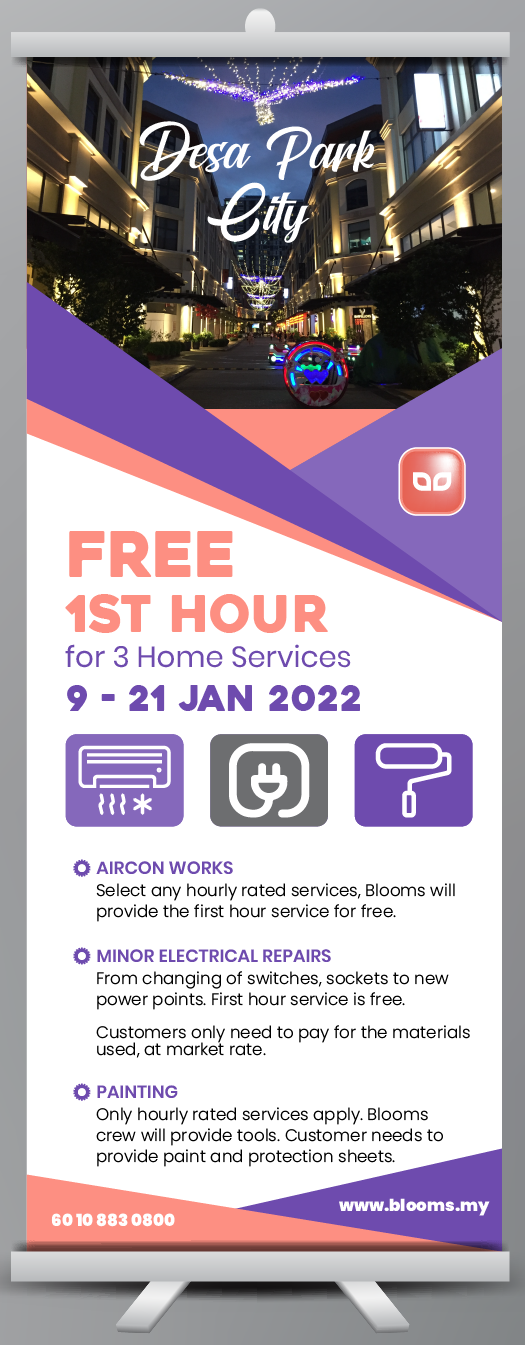 Desa Park
City
FREE
1ST HOUR
for 3 Home Services
9 - 21 JAN 2022
AIRCON WORKS
Select any hourly rated services, Blooms will
provide the first hour service for free.
MINOR ELECTRICAL REPAIRS
From changing of switches, sockets to new
power points. First hour service is free.
Customers only need to pay for the materials
used, at market rate.
PAINTING
Only hourly rated services apply. Blooms
crew will provide tools. Customer needs to
provide paint and protection sheets.
60 10 883 0800
www.blooms.my